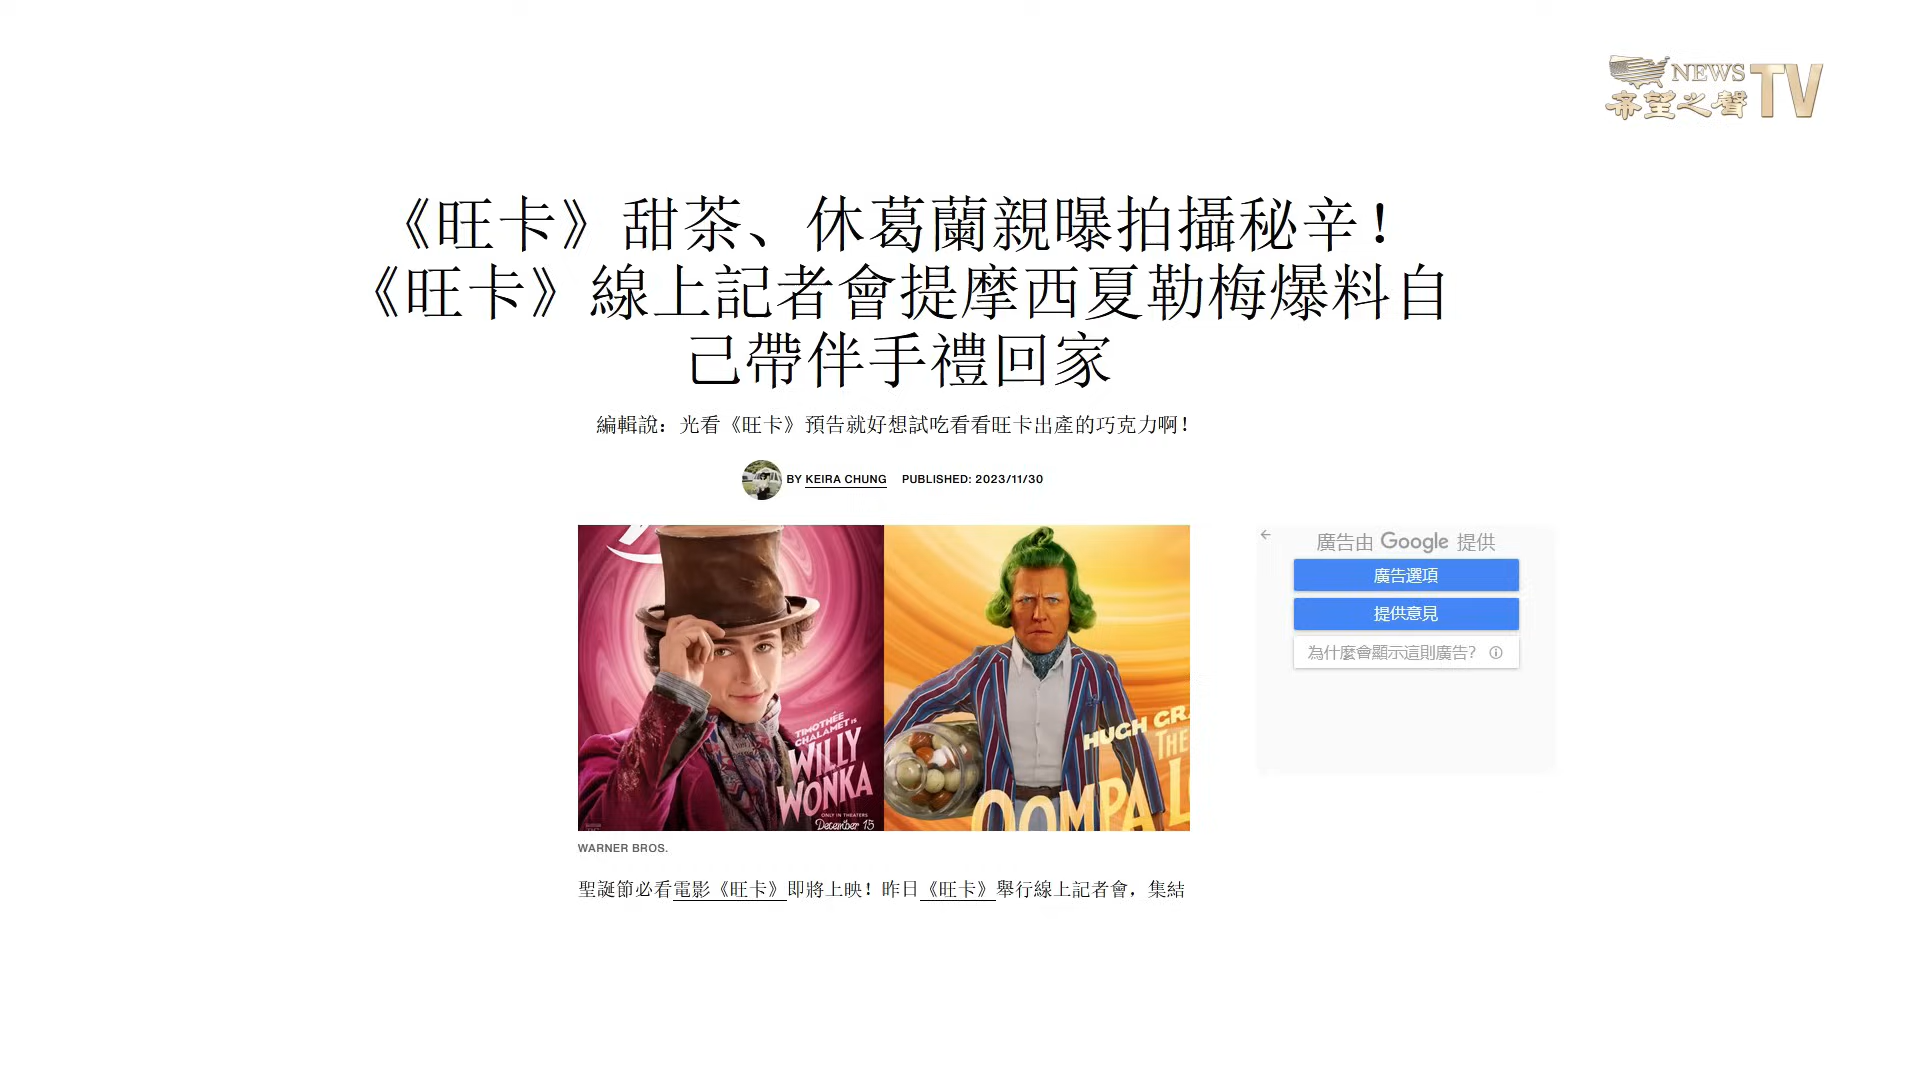 NEWS
希望之聲 TV
《旺卡》甜茶、休葛蘭親曝拍攝秘辛！
《旺卡》線上記者會提摩西夏勒梅爆料自
己帶伴手禮回家
編輯說：光看《旺卡》預告就好想試吃看看旺卡出產的巧克力啊！
BY KEIRA CHUNG PUBLISHED: 2023/11/30
TIMOTHÉE
CHALAMET IS
WILLY
WONKA
ONLY IN THEATERS
December 15
HUGH GR
THE
OOMPA L
廣告由 Google 提供
廣告選項
提供意見
為什麼會顯示這則廣告?
WARNER BROS.
聖誕節必看電影《旺卡》即將上映！昨日《旺卡》舉行線上記者會，集結